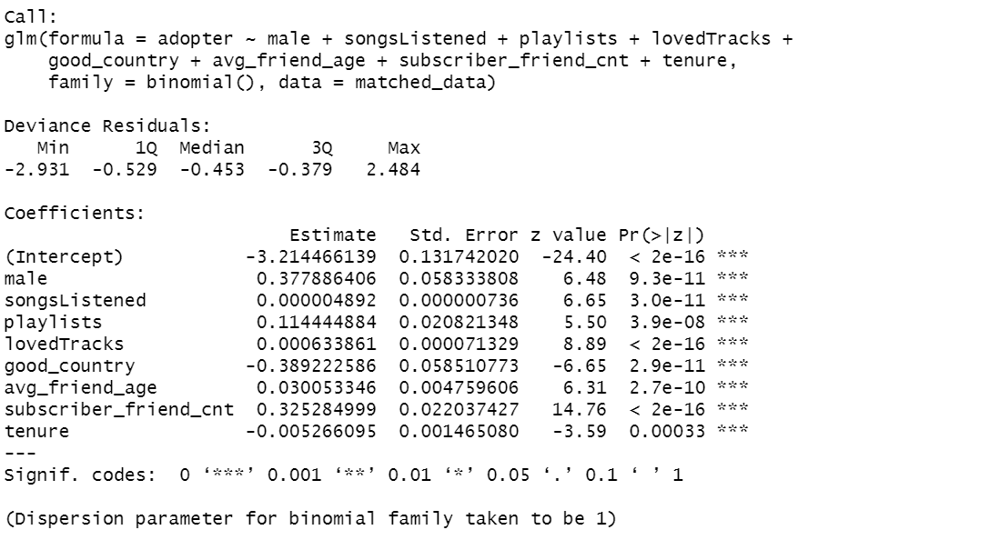 Call:
glm(formula = adopter ~ male + songsListened + playlists + lovedTracks +
    good_country + avg_friend_age + subscriber_friend_cnt + tenure,
    family = binomial(), data = matched_data)
Deviance Residuals:
   Min      1Q  Median      3Q     Max
-2.931  -0.529  -0.453  -0.379   2.484
Coefficients:
                          Estimate   Std. Error z value Pr(>|z|)
(Intercept)           -3.214466139  0.131742020  -24.40  < 2e-16 ***
male                   0.377886406  0.058333808    6.48  9.3e-11 ***
songsListened          0.000004892  0.000000736    6.65  3.0e-11 ***
playlists              0.114444884  0.020821348    5.50  3.9e-08 ***
lovedTracks            0.000633861  0.000071329    8.89  < 2e-16 ***
good_country          -0.389222586  0.058510773   -6.65  2.9e-11 ***
avg_friend_age         0.030053346  0.004759606    6.31  2.7e-10 ***
subscriber_friend_cnt  0.325284999  0.022037427   14.76  < 2e-16 ***
tenure                -0.005266095  0.001465080   -3.59  0.00033 ***
---
Signif. codes:  0 ‘***’ 0.001 ‘**’ 0.01 ‘*’ 0.05 ‘.’ 0.1 ‘ ’ 1
(Dispersion parameter for binomial family taken to be 1)